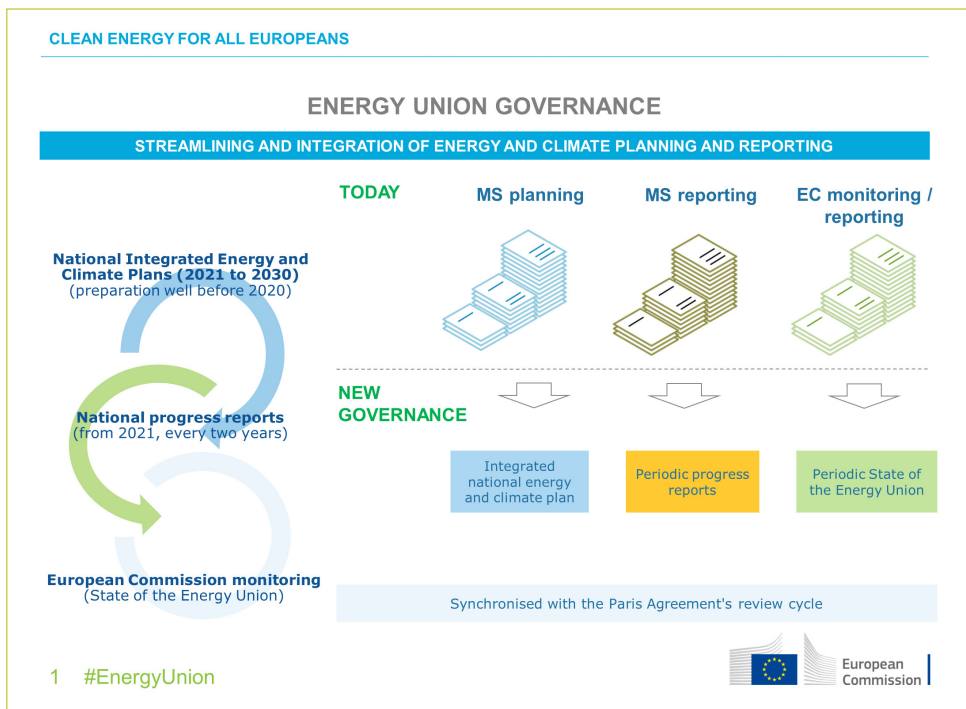 CLEAN ENERGY FOR ALL EUROPEANS
ENERGY UNION GOVERNANCE
STREAMLINING AND INTEGRATION OF ENERGY AND CLIMATE PLANNING AND REPORTING
National Integrated Energy and
Climate Plans (2021 to 2030)
(preparation well before 2020)
National progress reports
(from 2021, every two years)
European Commission monitoring
(State of the Energy Union)
TODAY
MS planning
MS reporting
EC monitoring /
reporting
NEW
GOVERNANCE
Integrated
national energy
and climate plan
Periodic progress
reports
Periodic State of
the Energy Union
Synchronised with the Paris Agreement's review cycle
1 #EnergyUnion
European
Commission